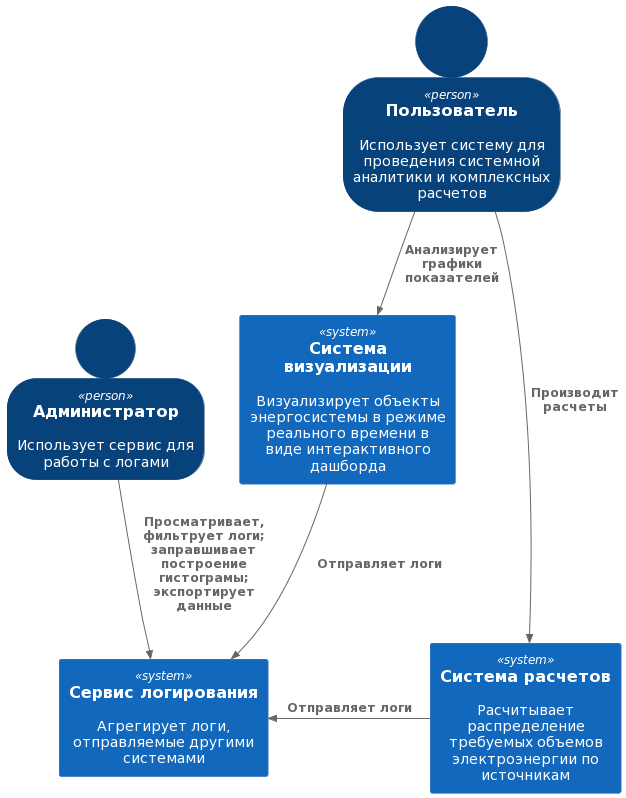 «person»
Пользователь
Использует систему для
проведения системной
аналитики и комплексных
расчетов
Анализирует
графики
показателей
«system»
Система
визуализации
Визуализирует объекты
энергосистемы в режиме
реального времени в
виде интерактивного
дашборда
Производит
расчеты
«person»
Администратор
Использует сервис для
работы с логами
Просматривает,
фильтрует логи;
заправшивает
построение
гистограмы;
экспортирует
данные
Отправляет логи
«system»
Сервис логирования
Агрегирует логи,
отправляемые другими
системами
Отправляет логи
«system»
Система расчетов
Расчитывает
распределение
требуемых объемов
электроэнергии по
источникам